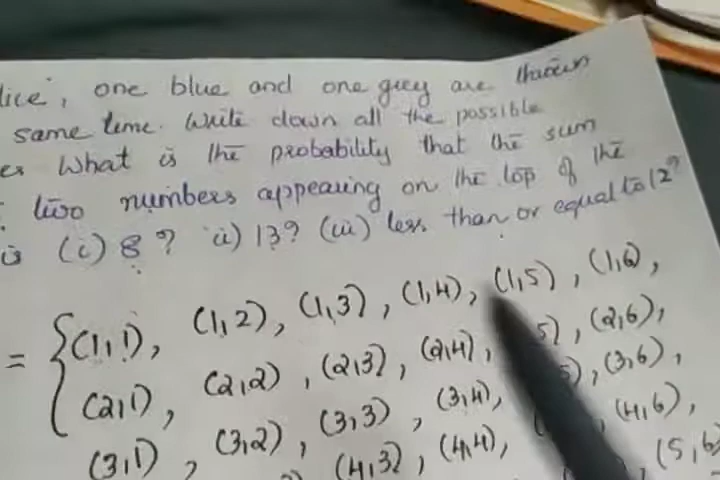 dice', one blue and one grey are thrown
same time. Write down all the possible
What is the probability that the sum
two numbers appearing on the top of the
is (i) 8? ii) 13? (iii) less than or equal to 12?
= {(1,1), (1,2), (1,3), (1,4), (1,5), (1,6),
(2,1), (2,2), (2,3), (2,4), 5), (2,6),
(3,1), (3,2), (3,3), (3,4), 5), (3,6),
(4,3), (4,4), (4,6),
(5,6)